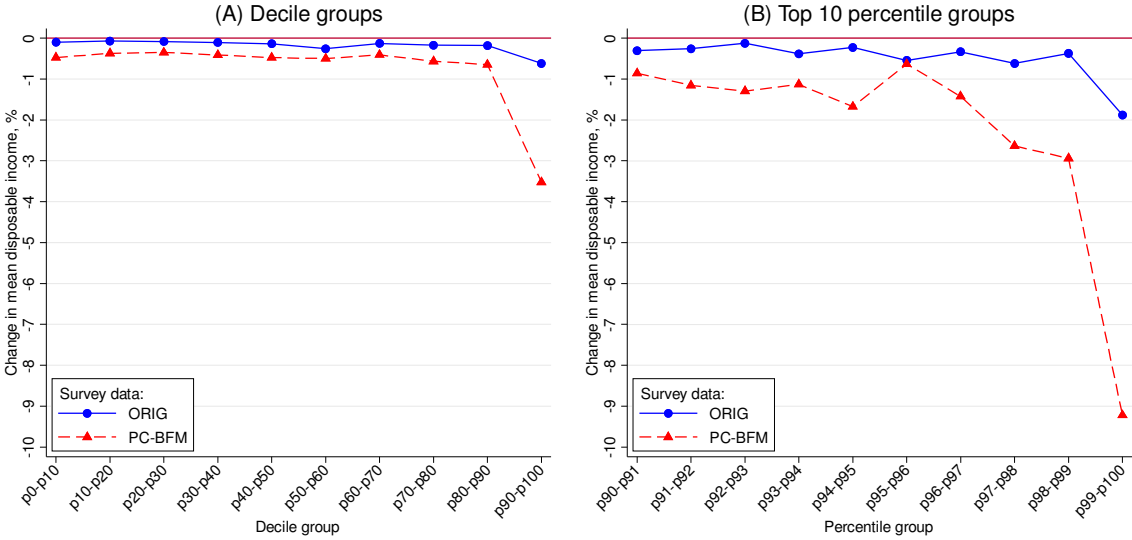 (A) Decile groups
Change in mean disposable income, %
0
-1
-2
-3
-4
-5
-6
-7
-8
-9
-10
Survey data:
ORIG
PC-BFM
p0-p10
p10-p20
p20-p30
p30-p40
p40-p50
p50-p60
p60-p70
p70-p80
p80-p90
p90-p100
Decile group
(B) Top 10 percentile groups
Change in mean disposable income, %
0
-1
-2
-3
-4
-5
-6
-7
-8
-9
-10
Survey data:
ORIG
PC-BFM
p90-p91
p91-p92
p92-p93
p93-p94
p94-p95
p95-p96
p96-p97
p97-p98
p98-p99
p99-p100
Percentile group